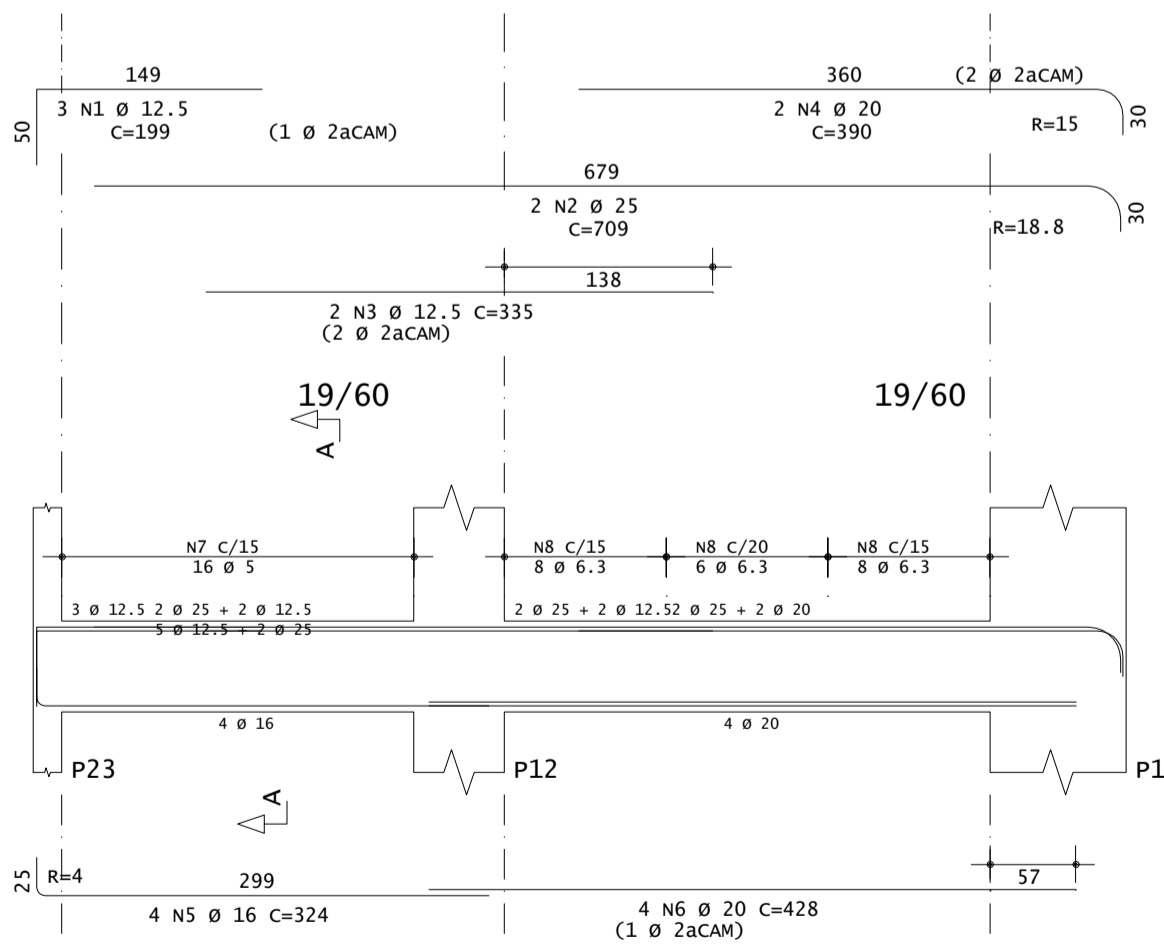 149
360
(2 Ø 2aCAM)
50
3 N1 Ø 12.5
C=199
(1 Ø 2aCAM)
2 N4 Ø 20
C=390
R=15
30
679
2 N2 Ø 25
C=709
R=18.8
30
138
2 N3 Ø 12.5 C=335
(2 Ø 2aCAM)
19/60
19/60
A
N7 C/15
16 Ø 5
N8 C/15
8 Ø 6.3
N8 C/20
6 Ø 6.3
N8 C/15
8 Ø 6.3
3 Ø 12.5 2 Ø 25 + 2 Ø 12.5
5 Ø 12.5 + 2 Ø 25
2 Ø 25 + 2 Ø 12.52 Ø 25 + 2 Ø 20
4 Ø 16
4 Ø 20
P23
P12
P1
A
25
R=4
299
57
4 N5 Ø 16 C=324
4 N6 Ø 20 C=428
(1 Ø 2aCAM)